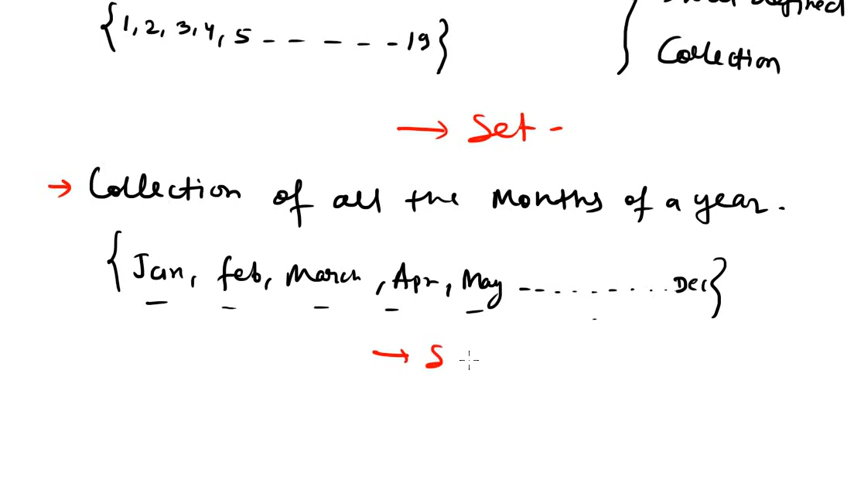 {1, 2, 3, 4, 5 - - - - - - 19}
defined
Collection
→ Set -
→ Collection of all the Months of a year.
{Jan, feb, March, Apr, May - - - . . . . . . . . Dec}
→ S